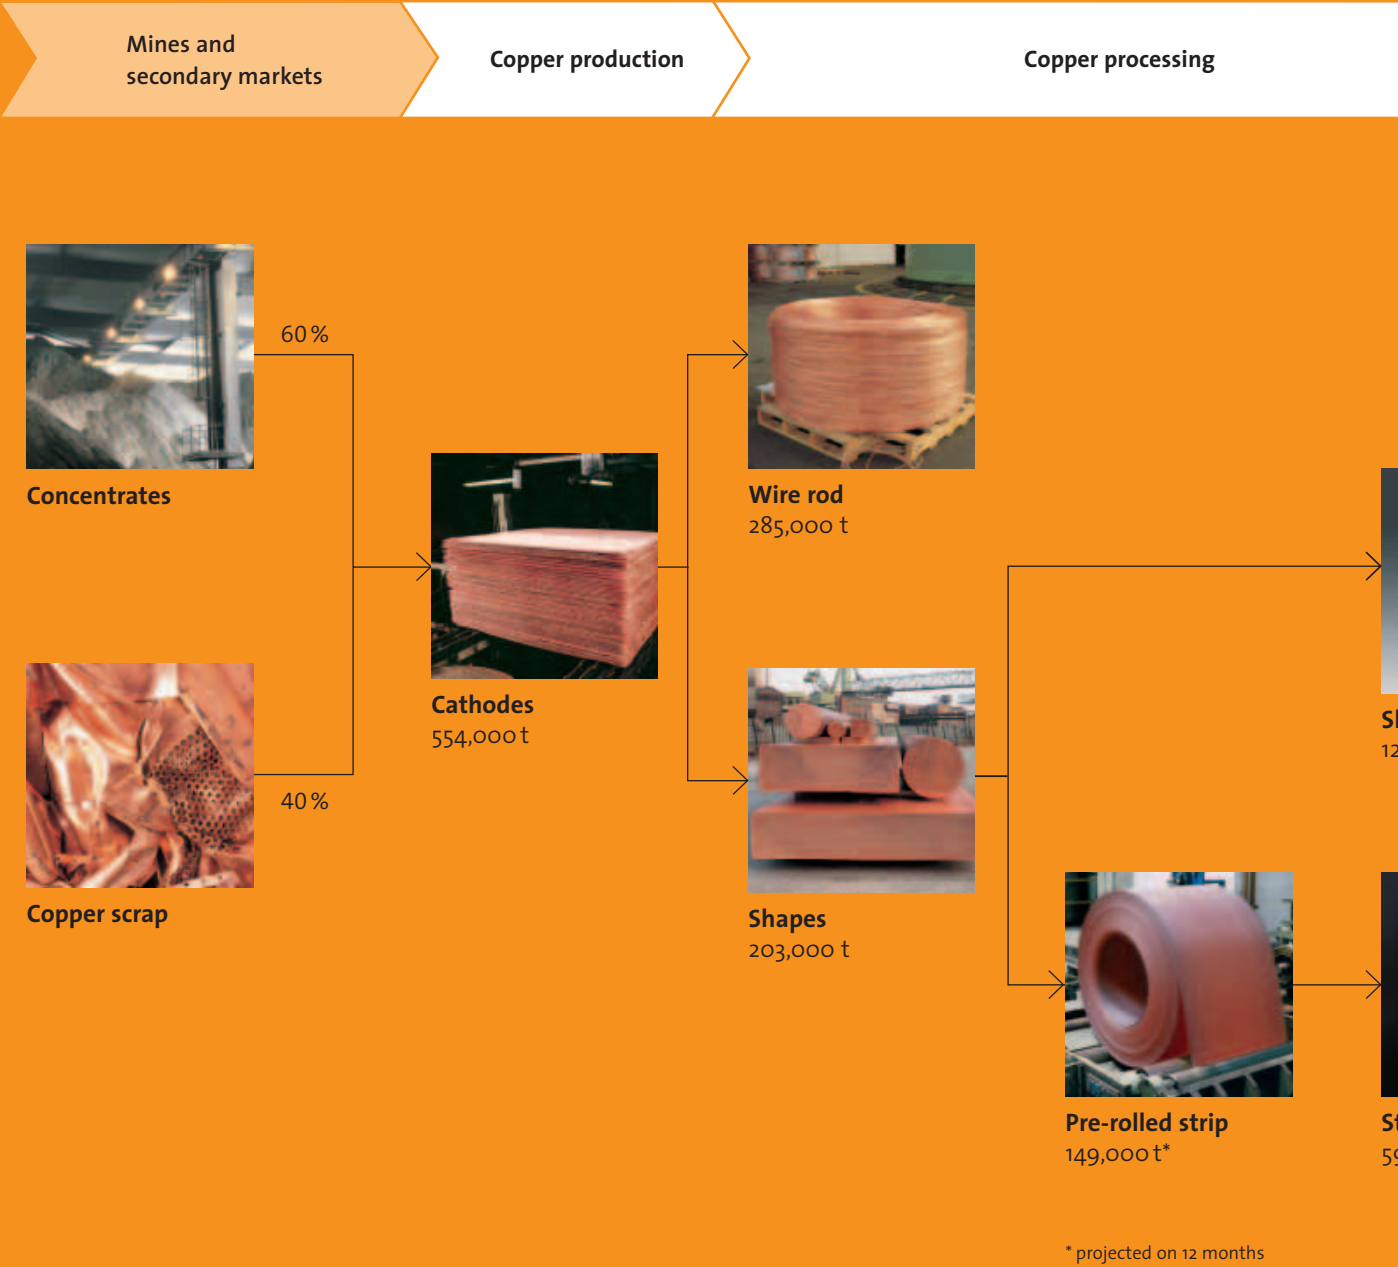 Mines and
secondary markets
Copper production
Copper processing
60 %
Concentrates
Wire rod
285,000 t
Cathodes
554,000 t
40 %
Copper scrap
Shapes
203,000 t
Pre-rolled strip
149,000 t*
* projected on 12 months